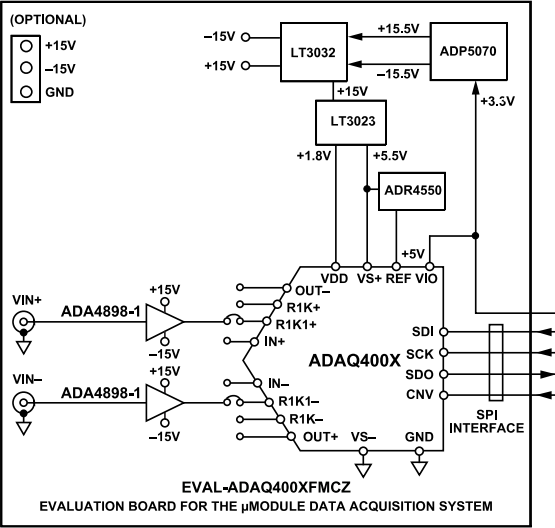 (OPTIONAL)
+15V
–15V
GND
–15V
+15V
LT3032
+15.5V
–15.5V
ADP5070
+3.3V
+15V
LT3023
+1.8V
+5.5V
ADR4550
+5V
VDD
VS+
REF
VIO
OUT–
R1K+
R1K1+
IN+
VIN+
ADA4898-1
+15V
–15V
ADAQ400X
SDI
SCK
SDO
CNV
SPI
INTERFACE
VIN–
ADA4898-1
+15V
–15V
IN–
R1K1–
R1K–
OUT+
VS–
GND
EVAL-ADAQ400XFMCZ
EVALUATION BOARD FOR THE µMODULE DATA ACQUISITION SYSTEM